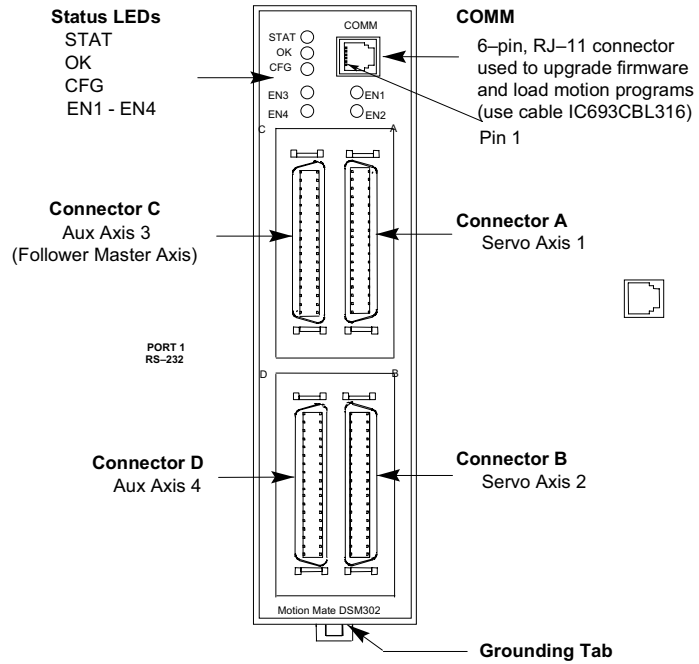 Status LEDs
STAT
OK
CFG
EN1 - EN4
STAT
OK
CFG
EN3
EN4
COMM
EN1
EN2
COMM
6–pin, RJ–11 connector
used to upgrade firmware
and load motion programs
(use cable IC693CBL316)
Pin 1
C
A
Connector C
Aux Axis 3
(Follower Master Axis)
Connector A
Servo Axis 1
PORT 1
RS–232
D
B
Connector D
Aux Axis 4
Connector B
Servo Axis 2
Motion Mate DSM302
Grounding Tab